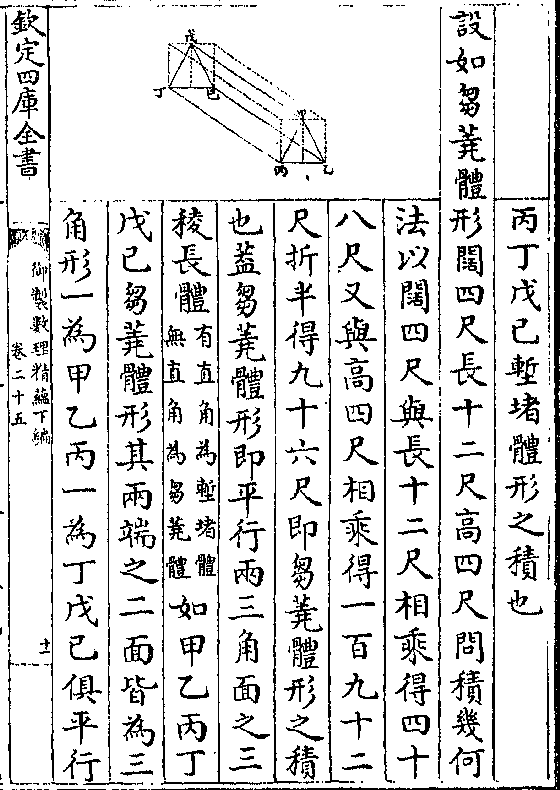 丙丁戊己塹堵體形之積也
設如芻蕘體形闊四尺長十二尺高四尺問積幾何
法以闊四尺與長十二尺相乘得四十
八尺又與高四尺相乘得一百九十二
尺折半得九十六尺即芻蕘體形之積
也蓋芻蕘體形即平行兩三角面之三
稜長體有直角為塹堵體無直角為芻蕘體如甲乙丙丁
戊己芻蕘體形其兩端之二面皆為三
角形一為甲乙丙一為丁戊己俱平行
戊
丁
己
甲
丙
乙
欽定四庫全書
御製數理精蘊下編
卷二十五
十二